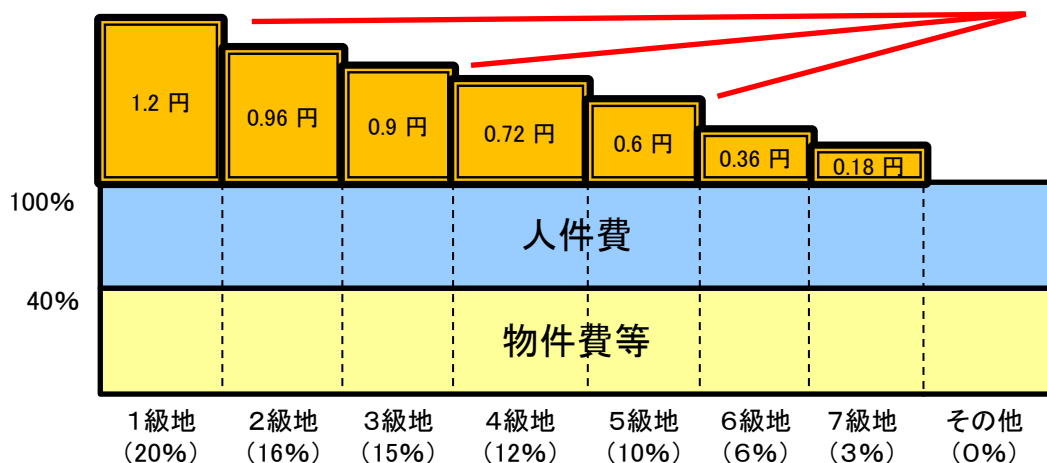 1.2 円
0.96 円
0.9 円
0.72 円
0.6 円
0.36 円
0.18 円
100%
人件費
40%
物件費等
1級地 2級地 3級地 4級地 5級地 6級地 7級地 その他
(20%) (16%) (15%) (12%) (10%) (6%) (3%) (0%)